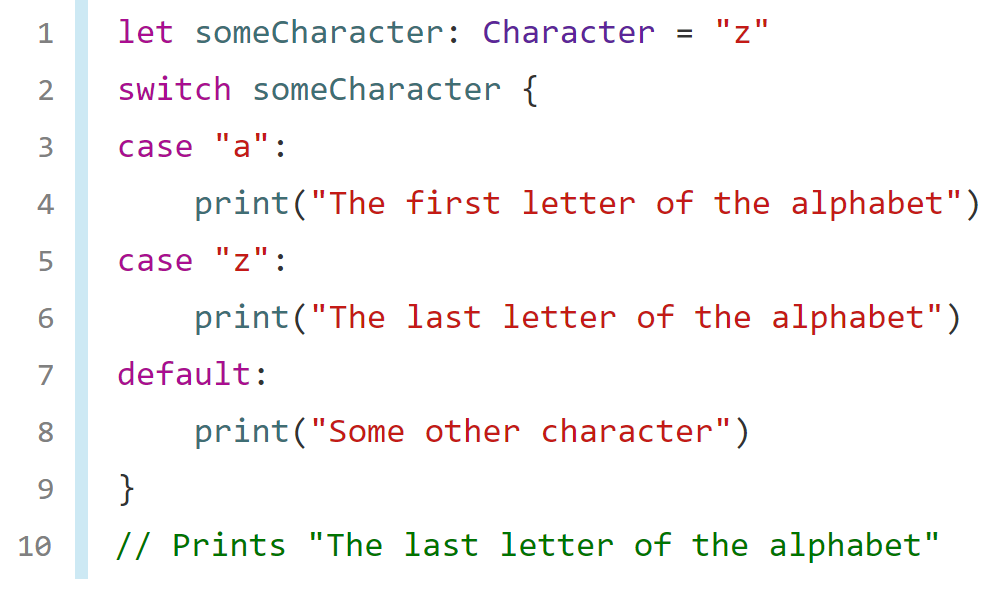 1 let someCharacter: Character = "z"
2 switch someCharacter {
3 case "a":
4     print("The first letter of the alphabet")
5 case "z":
6     print("The last letter of the alphabet")
7 default:
8     print("Some other character")
9 }
10 // Prints "The last letter of the alphabet"